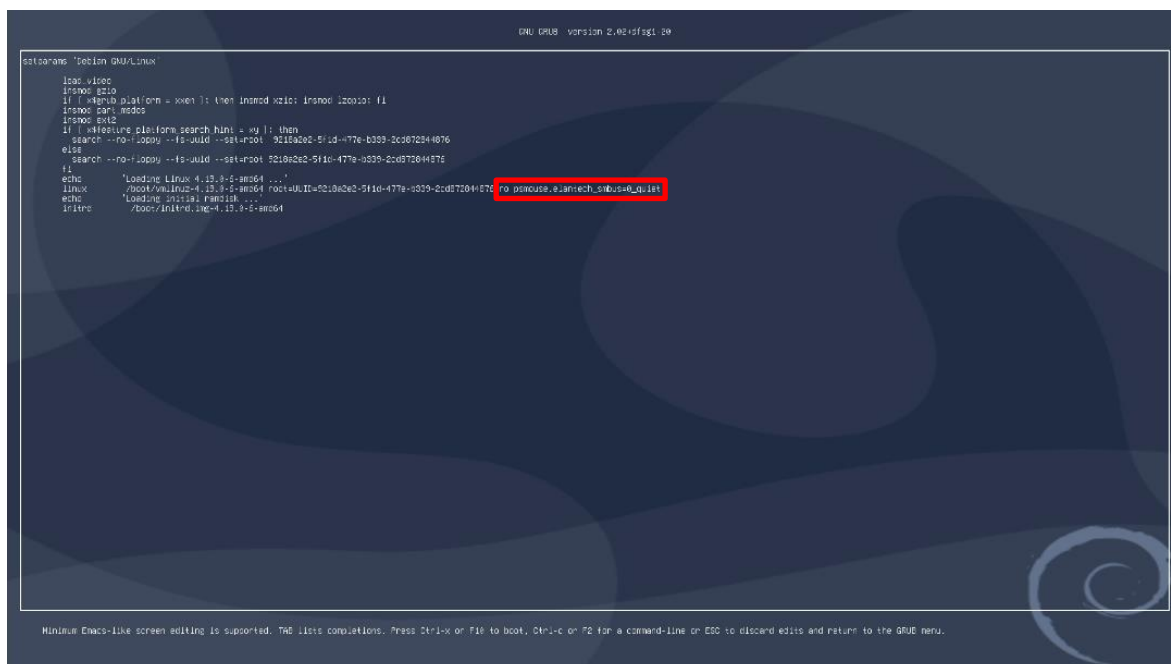 GNU GRUB version 2.02+dfsg1-20
setparams 'Debian GNU/Linux'
load_video
insmod gzio
if [ x$grub_platform = xxen ]; then insmod xzio; insmod lzopio; fi
insmod part_msdos
insmod ext2
if [ x$feature_platform_search_hint = xy ]; then
search --no-floppy --fs-uuid --set=root 9218a2e2-5f1d-477e-b339-2cd872844876
else
search --no-floppy --fs-uuid --set=root 9218a2e2-5f1d-477e-b339-2cd872844876
fi
echo 'Loading Linux 4.19.0-6-amd64 ...'
linux /boot/vmlinuz-4.19.0-6-amd64 root=UUID=9218a2e2-5f1d-477e-b339-2cd872844876 ro psmouse.elantech_smbus=0_quiet
echo 'Loading initial ramdisk ...'
initrd /boot/initrd.img-4.19.0-6-amd64
Minimum Emacs-like screen editing is supported. TAB lists completions. Press Ctrl-x or F10 to boot, Ctrl-c or F2 for a command-line or ESC to discard edits and return to the GRUB menu.